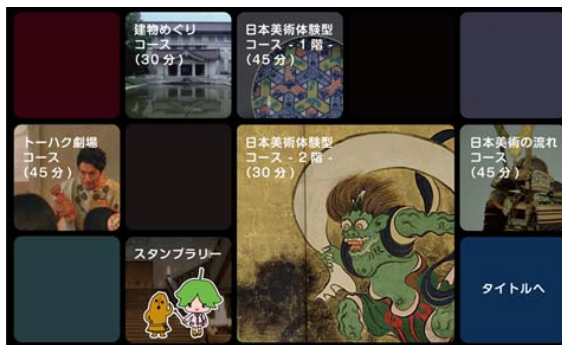 建物めぐり
コース
(30分)
日本美術体験型
コース - 1階 -
(45分)
トーハク劇場
コース
(45分)
日本美術体験型
コース - 2階 -
(30分)
日本美術の流れ
コース
(45分)
スタンプラリー
タイトルへ